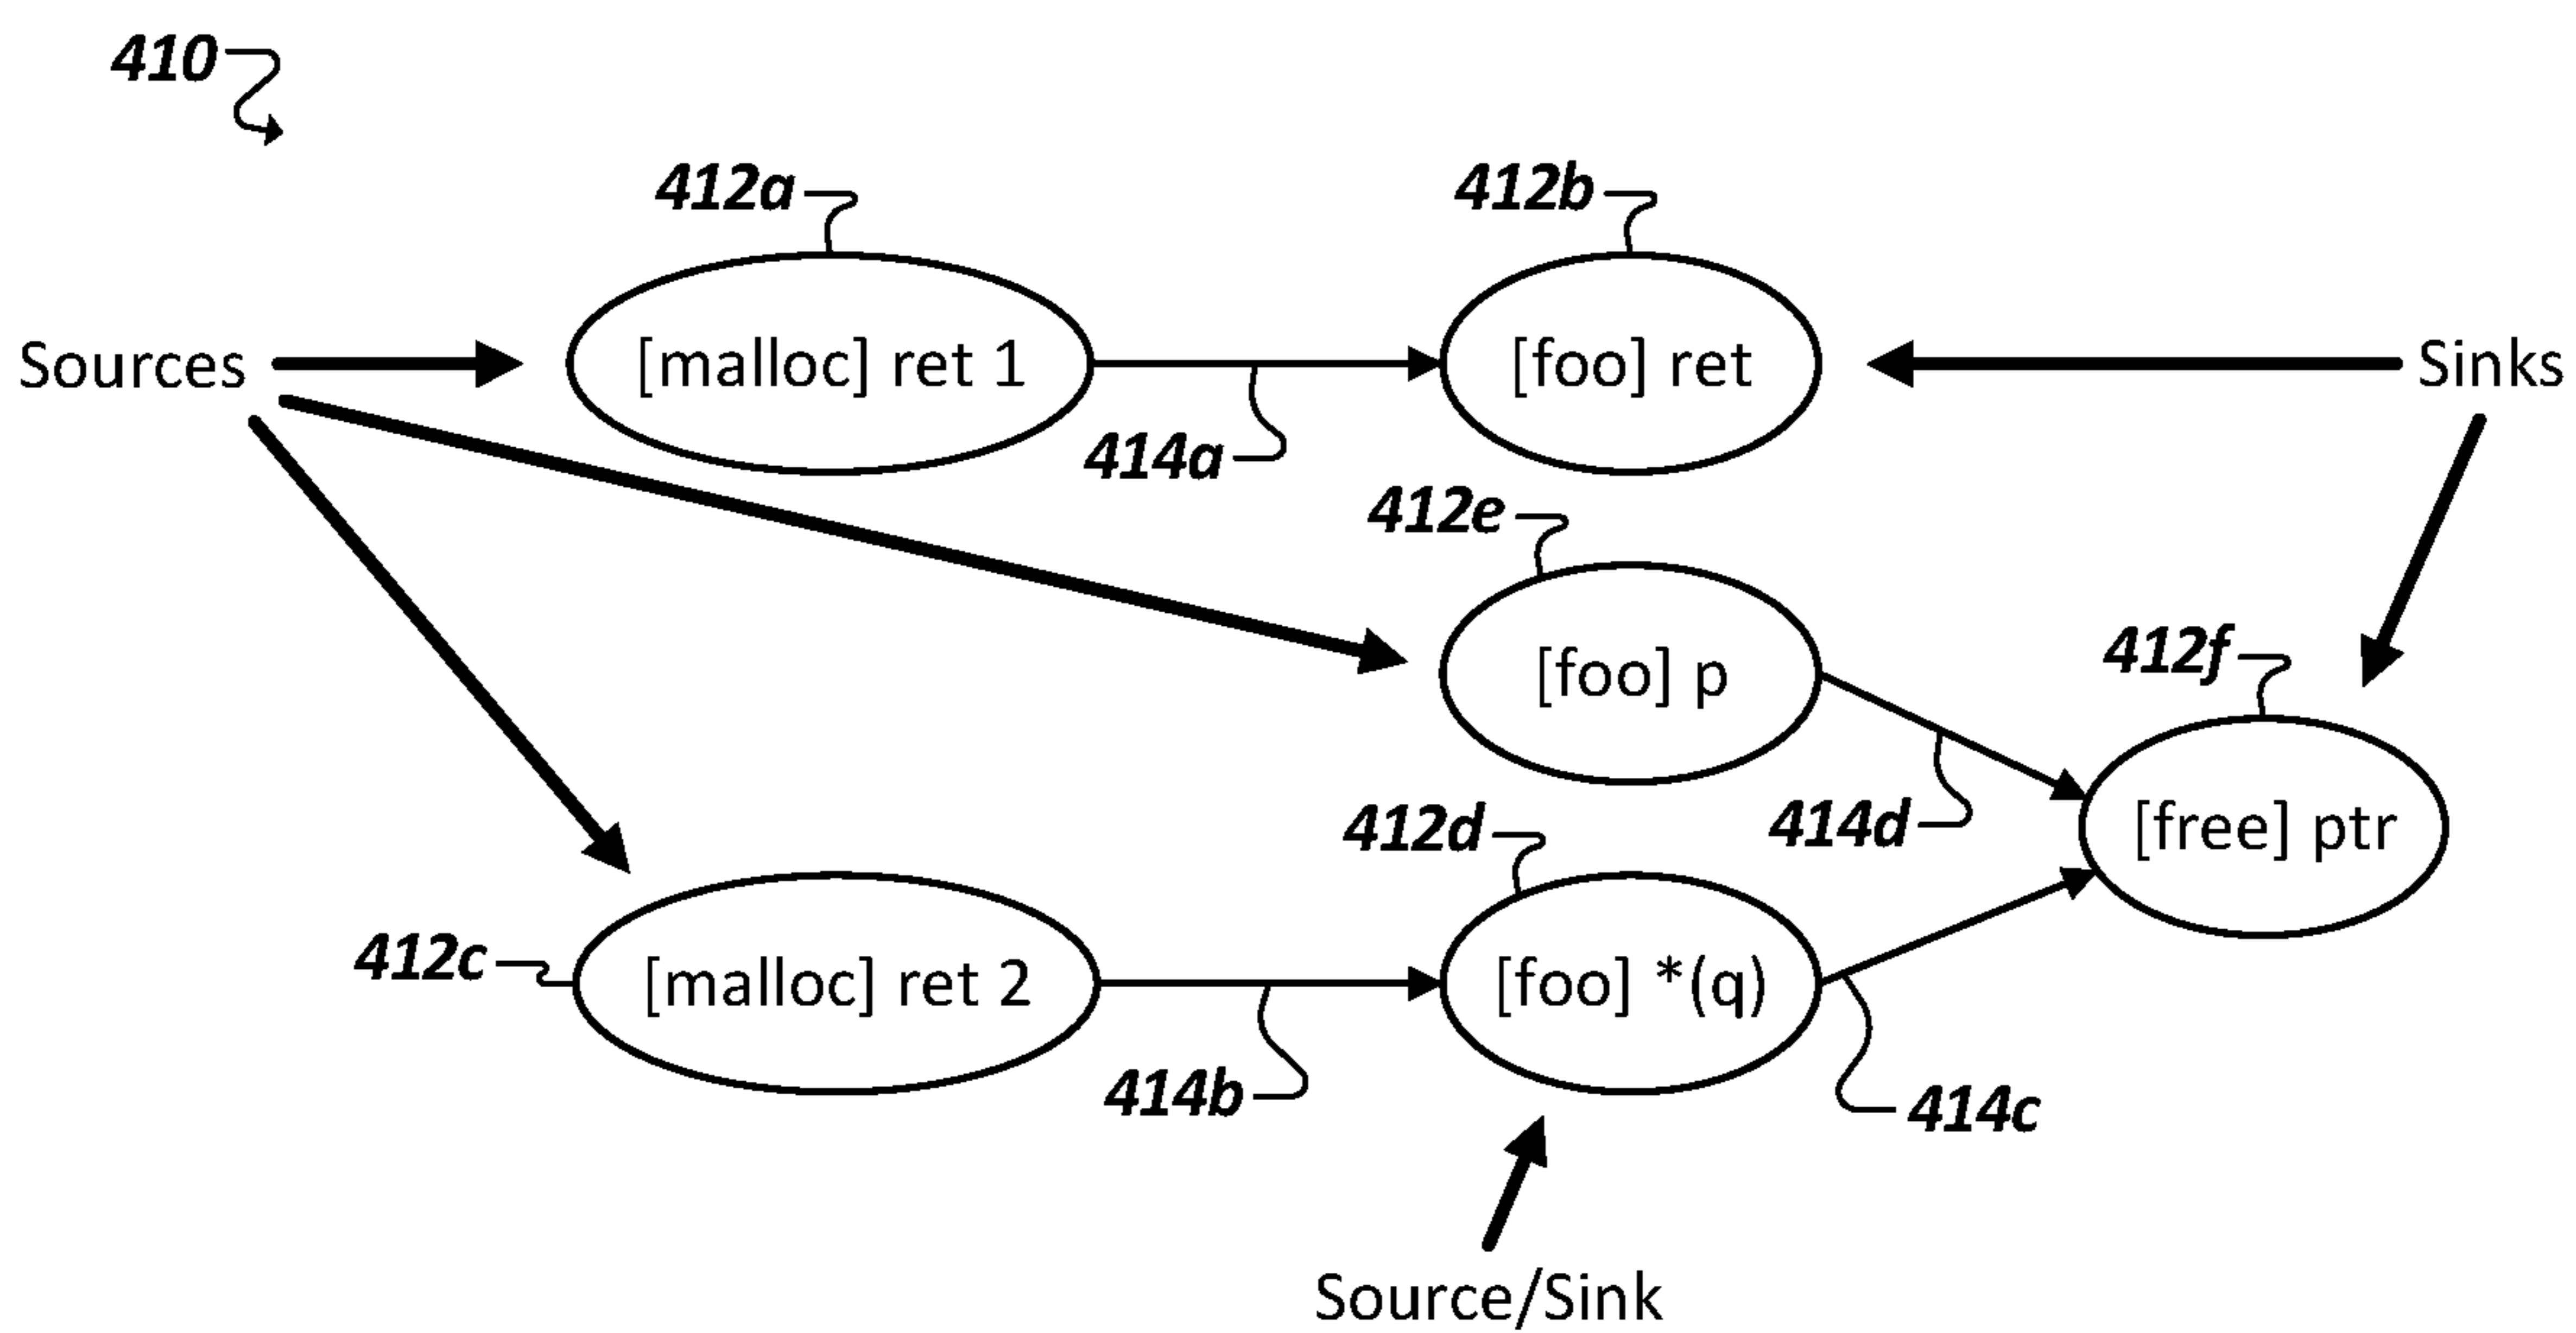 410
412a
412b
Sources
[malloc] ret 1
[foo] ret
Sinks
414a
412e
[foo] p
412f
414d
[free] ptr
412d
412c
[malloc] ret 2
[foo] *(q)
414b
414c
Source/Sink